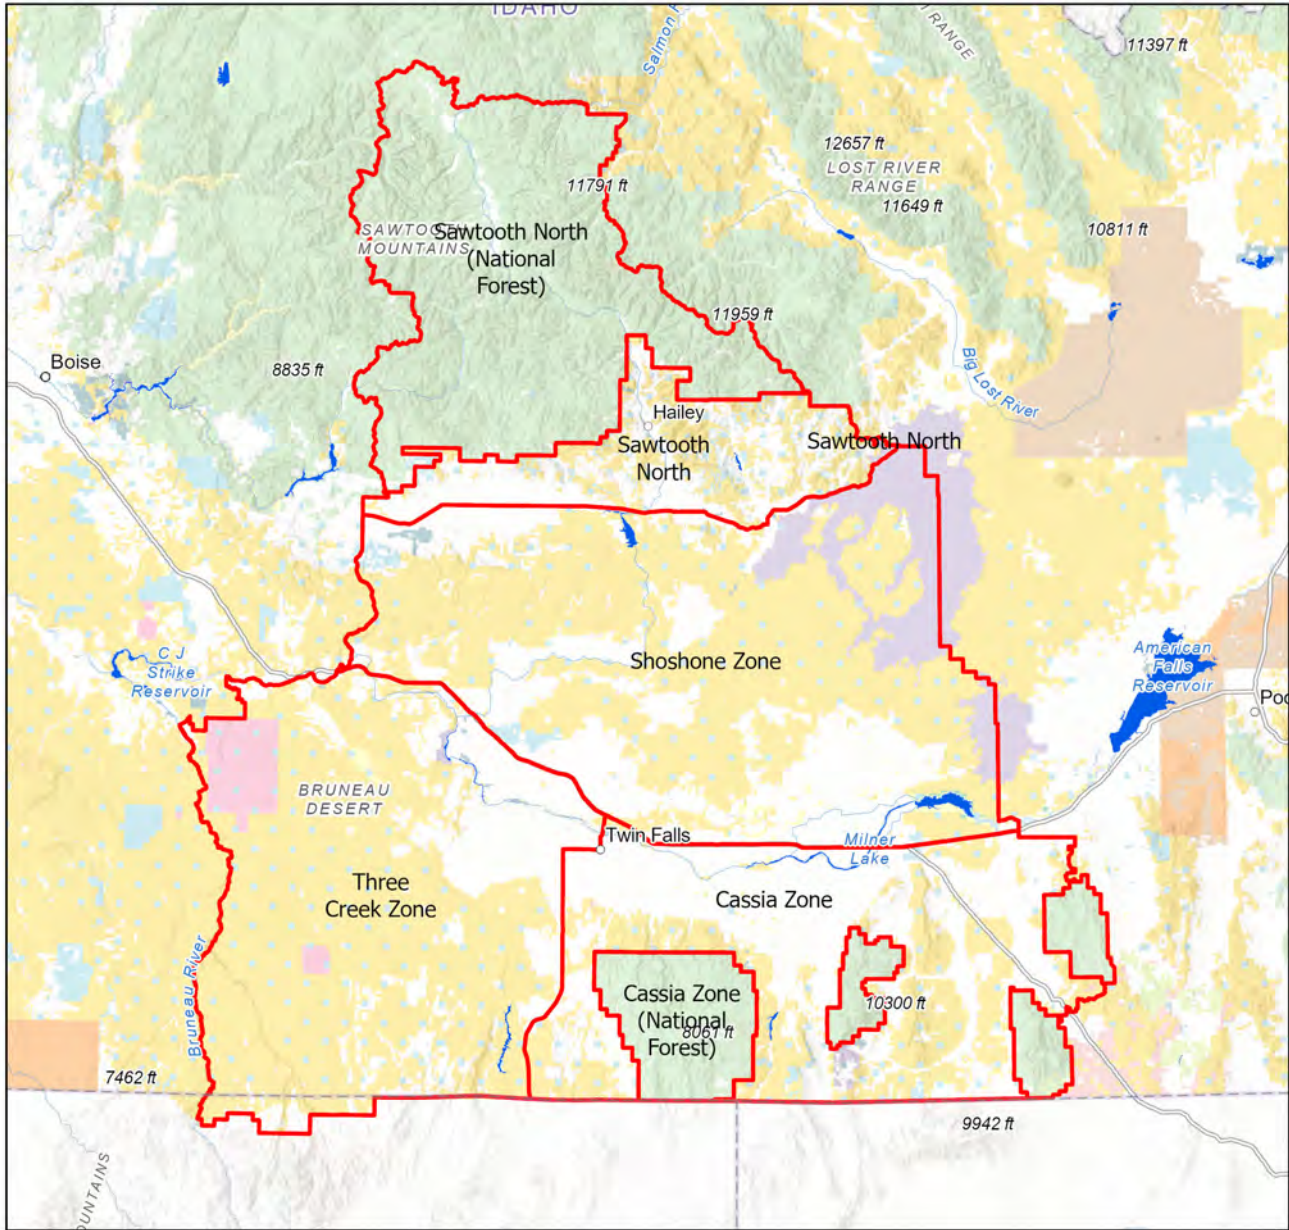 IDAHO
Salmon R
N RANGE
11397 ft
12657 ft
LOST RIVER
RANGE
11649 ft
11791 ft
10811 ft
SAWTOOTH
MOUNTAINS
Sawtooth North
(National
Forest)
11959 ft
Boise
8835 ft
Big Lost River
Hailey
Sawtooth
North
Sawtooth North
C J
Strike
Reservoir
Shoshone Zone
American
Falls
Reservoir
Poc
BRUNEAU
DESERT
Twin Falls
Milner
Lake
Three
Creek Zone
Cassia Zone
Bruneau River
Cassia Zone
(National
Forest)
8061 ft
10300 ft
7462 ft
9942 ft
OUNTAINS